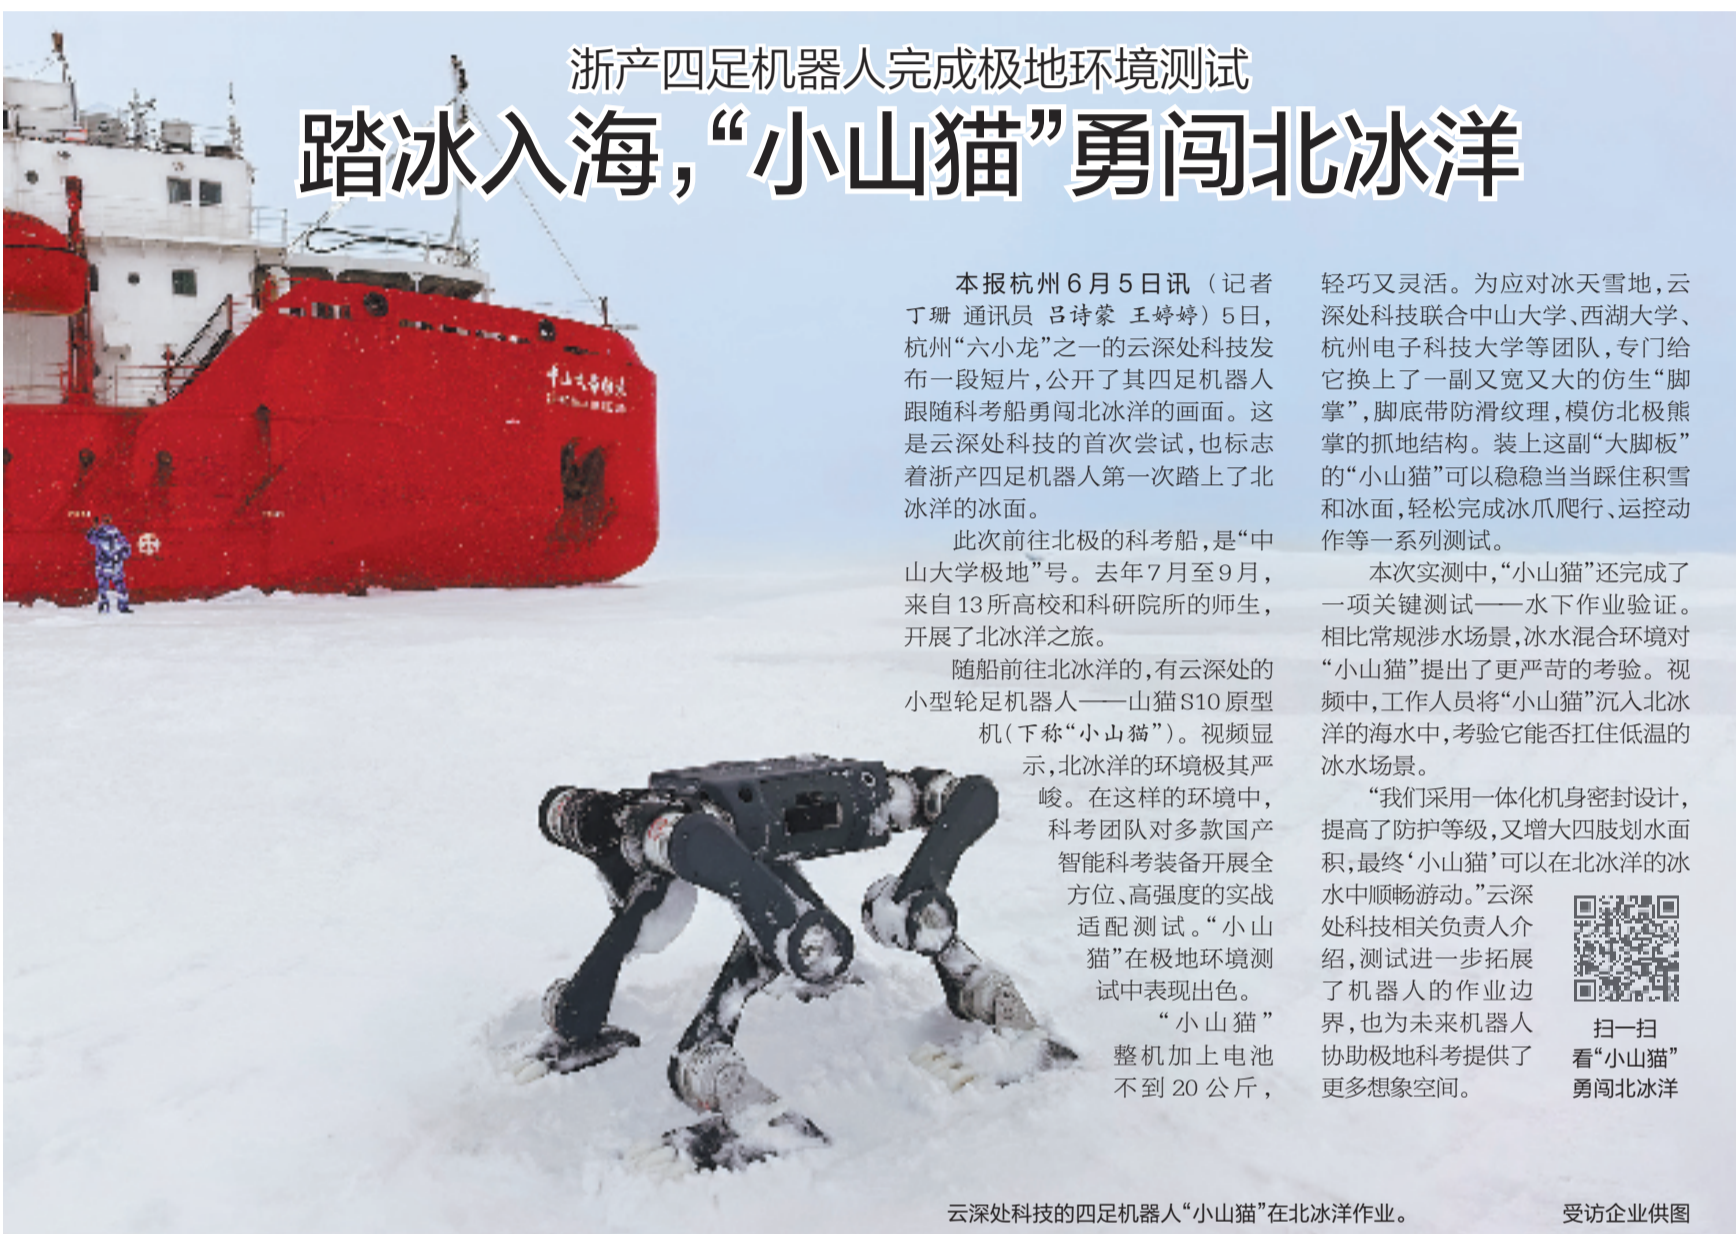 浙产四足机器人完成极地环境测试
踏冰入海，“小山猫”勇闯北冰洋
本报杭州6月5日讯（记者
丁珊 通讯员 吕诗蒙 王婷婷）5日，
杭州“六小龙”之一的云深处科技发
布一段短片，公开了其四足机器人
跟随科考船勇闯北冰洋的画面。这
是云深处科技的首次尝试，也标志
着浙产四足机器人第一次踏上了北
冰洋的冰面。
此次前往北极的科考船，是“中
山大学极地”号。去年7月至9月，
来自13所高校和科研院所的师生，
开展了北冰洋之旅。
随船前往北冰洋的，有云深处的
小型轮足机器人——山猫S10原型
机（下称“小山猫”）。视频显
示，北冰洋的环境极其严
峻。在这样的环境中，
科考团队对多款国产
智能科考装备开展全
方位、高强度的实战
适配测试。“小山
猫”在极地环境测
试中表现出色。
“小山猫”
整机加上电池
不到20公斤，
轻巧又灵活。为应对冰天雪地，云
深处科技联合中山大学、西湖大学、
杭州电子科技大学等团队，专门给
它换上了一副又宽又大的仿生“脚
掌”，脚底带防滑纹理，模仿北极熊
掌的抓地结构。装上这副“大脚板”
的“小山猫”可以稳稳当当踩住积雪
和冰面，轻松完成冰爪爬行、运控动
作等一系列测试。
本次实测中，“小山猫”还完成了
一项关键测试——水下作业验证。
相比常规涉水场景，冰水混合环境对
“小山猫”提出了更严苛的考验。视
频中，工作人员将“小山猫”沉入北冰
洋的海水中，考验它能否扛住低温的
冰水场景。
“我们采用一体化机身密封设计，
提高了防护等级，又增大四肢划水面
积，最终‘小山猫’可以在北冰洋的冰
水中顺畅游动。”云深
处科技相关负责人介
绍，测试进一步拓展
了机器人的作业边
界，也为未来机器人
协助极地科考提供了
更多想象空间。
扫一扫
看“小山猫”
勇闯北冰洋
云深处科技的四足机器人“小山猫”在北冰洋作业。
受访企业供图